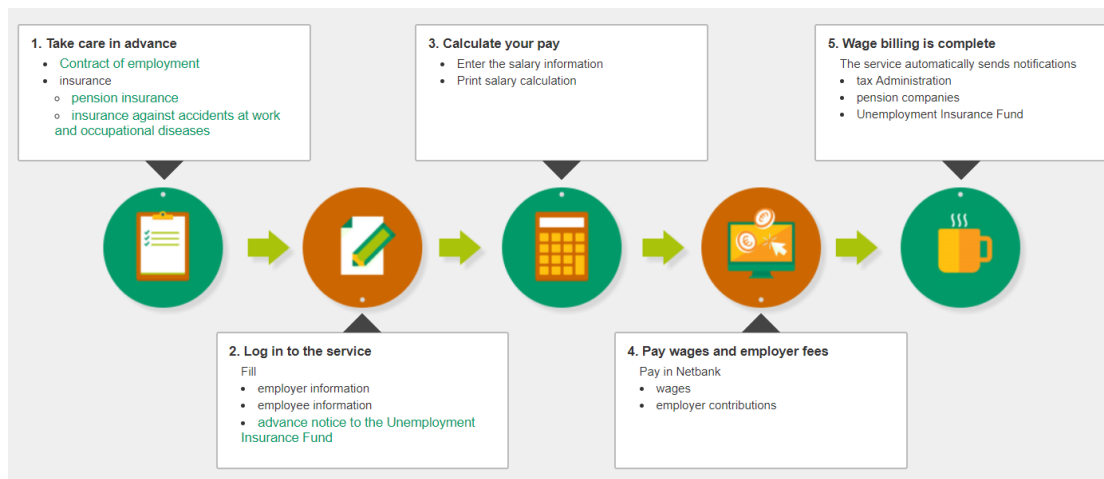 1. Take care in advance
Contract of employment
insurance
pension insurance
insurance against accidents at work
and occupational diseases
2. Log in to the service
Fill
employer information
employee information
advance notice to the Unemployment
Insurance Fund
3. Calculate your pay
Enter the salary information
Print salary calculation
4. Pay wages and employer fees
Pay in Netbank
wages
employer contributions
5. Wage billing is complete
The service automatically sends notifications
tax Administration
pension companies
Unemployment Insurance Fund